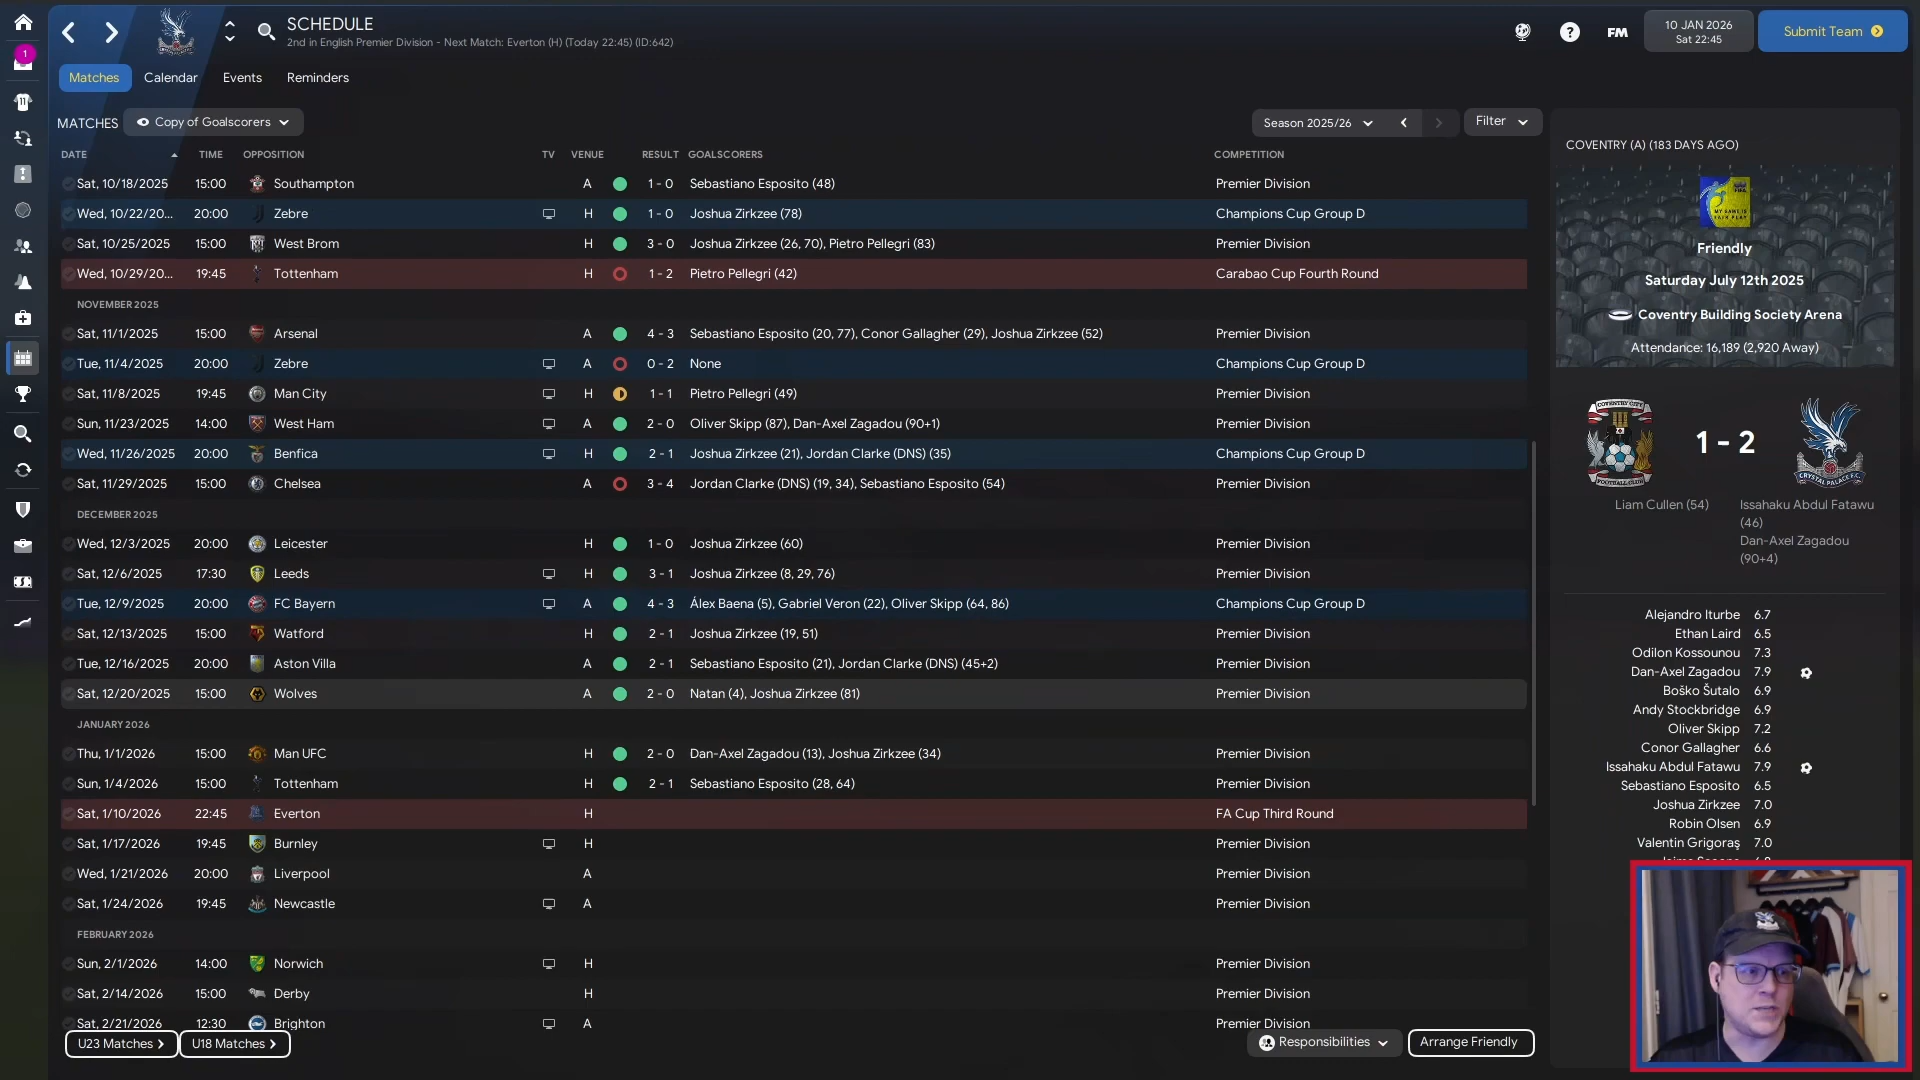 SCHEDULE
2nd in English Premier Division - Next Match: Everton (H) (Today 22:45) (ID:642)
FM
10 JAN 2026
Sat 22:45
Submit Team
1
Matches Calendar Events Reminders
MATCHES Copy of Goalscorers Season 2025/26 Filter
DATE TIME OPPOSITION TV VENUE RESULT GOALSCORERS COMPETITION
Sat, 10/18/2025 15:00 Southampton A 1 - 0 Sebastiano Esposito (48) Premier Division
Wed, 10/22/20... 20:00 Zebre H 1 - 0 Joshua Zirkzee (78) Champions Cup Group D
Sat, 10/25/2025 15:00 West Brom H 3 - 0 Joshua Zirkzee (26, 70), Pietro Pellegri (83) Premier Division
Wed, 10/29/20... 19:45 Tottenham H 1 - 2 Pietro Pellegri (42) Carabao Cup Fourth Round
NOVEMBER 2025
Sat, 11/1/2025 15:00 Arsenal A 4 - 3 Sebastiano Esposito (20, 77), Conor Gallagher (29), Joshua Zirkzee (52) Premier Division
Tue, 11/4/2025 20:00 Zebre A 0 - 2 None Champions Cup Group D
Sat, 11/8/2025 19:45 Man City H 1 - 1 Pietro Pellegri (49) Premier Division
Sun, 11/23/2025 14:00 West Ham A 2 - 0 Oliver Skipp (87), Dan-Axel Zagadou (90+1) Premier Division
Wed, 11/26/2025 20:00 Benfica H 2 - 1 Joshua Zirkzee (21), Jordan Clarke (DNS) (35) Champions Cup Group D
Sat, 11/29/2025 15:00 Chelsea A 3 - 4 Jordan Clarke (DNS) (19, 34), Sebastiano Esposito (54) Premier Division
DECEMBER 2025
Wed, 12/3/2025 20:00 Leicester H 1 - 0 Joshua Zirkzee (60) Premier Division
Sat, 12/6/2025 17:30 Leeds H 3 - 1 Joshua Zirkzee (8, 29, 76) Premier Division
Tue, 12/9/2025 20:00 FC Bayern A 4 - 3 Álex Baena (5), Gabriel Veron (22), Oliver Skipp (64, 86) Champions Cup Group D
Sat, 12/13/2025 15:00 Watford H 2 - 1 Joshua Zirkzee (19, 51) Premier Division
Tue, 12/16/2025 20:00 Aston Villa A 2 - 1 Sebastiano Esposito (21), Jordan Clarke (DNS) (45+2) Premier Division
Sat, 12/20/2025 15:00 Wolves A 2 - 0 Natan (4), Joshua Zirkzee (81) Premier Division
JANUARY 2026
Thu, 1/1/2026 15:00 Man UFC H 2 - 0 Dan-Axel Zagadou (13), Joshua Zirkzee (34) Premier Division
Sun, 1/4/2026 15:00 Tottenham H 2 - 1 Sebastiano Esposito (28, 64) Premier Division
Sat, 1/10/2026 22:45 Everton H FA Cup Third Round
Sat, 1/17/2026 19:45 Burnley H Premier Division
Wed, 1/21/2026 20:00 Liverpool A Premier Division
Sat, 1/24/2026 19:45 Newcastle A Premier Division
FEBRUARY 2026
Sun, 2/1/2026 14:00 Norwich H Premier Division
Sat, 2/14/2026 15:00 Derby H Premier Division
Sat, 2/21/2026 12:30 Brighton A Premier Division
U23 Matches U18 Matches Responsibilities Arrange Friendly
COVENTRY (A) (183 DAYS AGO)
MY GAME IS
FAIR PLAY
Friendly
Saturday July 12th 2025
Coventry Building Society Arena
Attendance: 16,189 (2,920 Away)
COVENTRY CITY
FOOTBALL CLUB
1 - 2
CRYSTAL PALACE F.C.
Liam Cullen (54)
Issahaku Abdul Fatawu
(46)
Dan-Axel Zagadou
(90+4)
Alejandro Iturbe 6.7
Ethan Laird 6.5
Odilon Kossounou 7.3
Dan-Axel Zagadou 7.9
Boško Šutalo 6.9
Andy Stockbridge 6.9
Oliver Skipp 7.2
Conor Gallagher 6.6
Issahaku Abdul Fatawu 7.9
Sebastiano Esposito 6.5
Joshua Zirkzee 7.0
Robin Olsen 6.9
Valentin Grigoraş 7.0